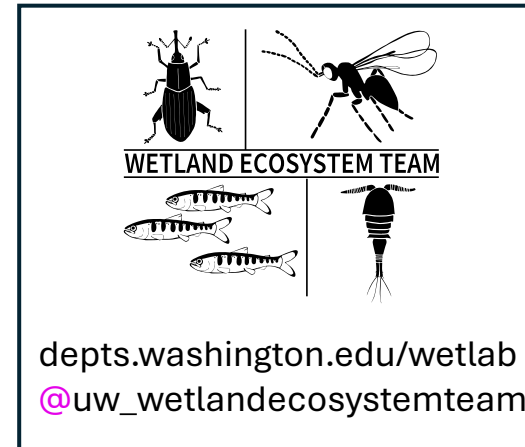 WETLAND ECOSYSTEM TEAM
depts.washington.edu/wetlab
@uw_wetlandecosystemteam